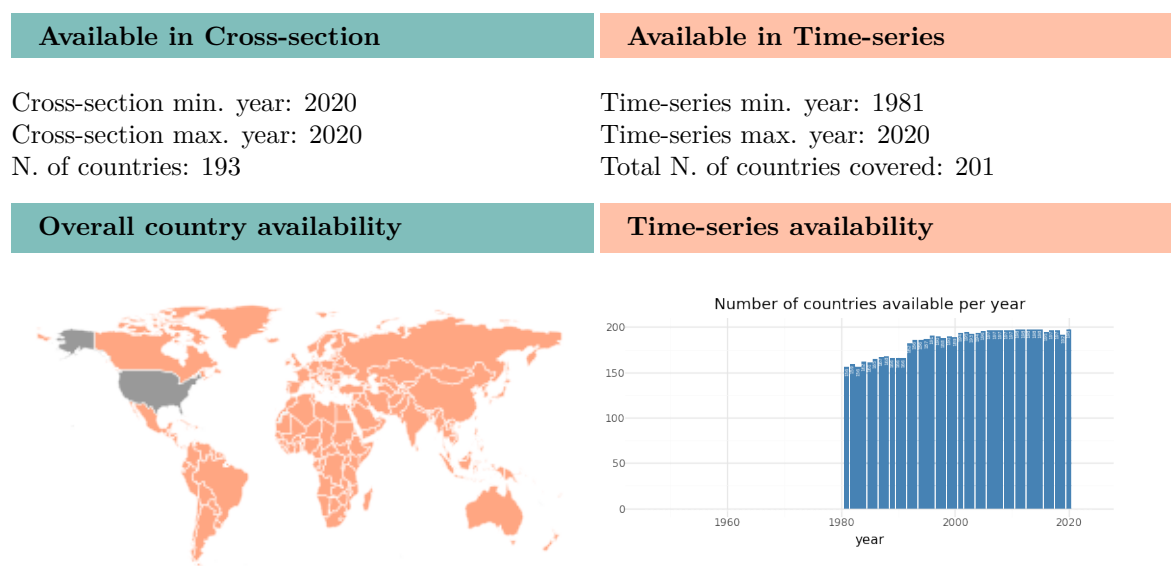 Available in Cross-section
Available in Time-series
Cross-section min. year: 2020
Cross-section max. year: 2020
N. of countries: 193
Time-series min. year: 1981
Time-series max. year: 2020
Total N. of countries covered: 201
Overall country availability
Time-series availability
Number of countries available per year
200
150
100
50
0
1960
1980
2000
2020
year